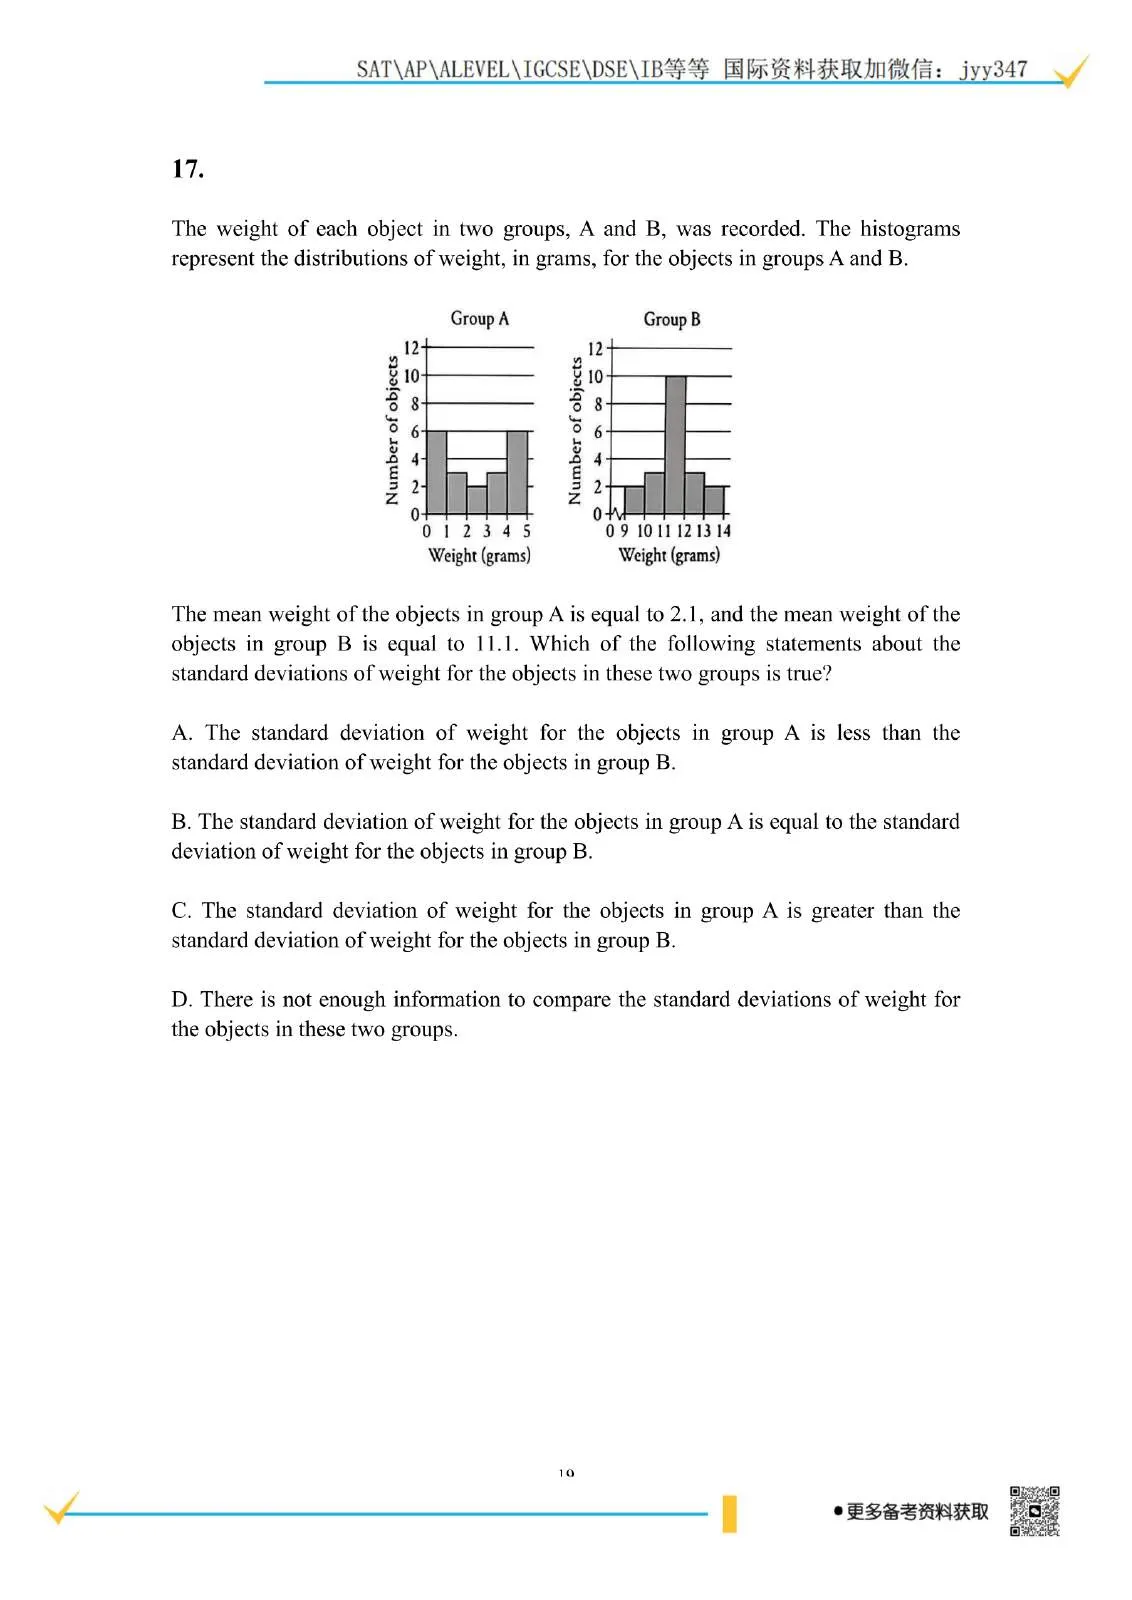 SAT\AP\ALEVEL\IGCSE\DSE\IB等等 国际资料获取加微信：jyy347
17.
The weight of each object in two groups, A and B, was recorded. The histograms
represent the distributions of weight, in grams, for the objects in groups A and B.
Group A
Number of objects
12
10
8
6
4
2
0
0 1 2 3 4 5
Weight (grams)
Group B
Number of objects
12
10
8
6
4
2
0
0 9 10 11 12 13 14
Weight (grams)
The mean weight of the objects in group A is equal to 2.1, and the mean weight of the
objects in group B is equal to 11.1. Which of the following statements about the
standard deviations of weight for the objects in these two groups is true?
A. The standard deviation of weight for the objects in group A is less than the
standard deviation of weight for the objects in group B.
B. The standard deviation of weight for the objects in group A is equal to the standard
deviation of weight for the objects in group B.
C. The standard deviation of weight for the objects in group A is greater than the
standard deviation of weight for the objects in group B.
D. There is not enough information to compare the standard deviations of weight for
the objects in these two groups.
•更多备考资料获取